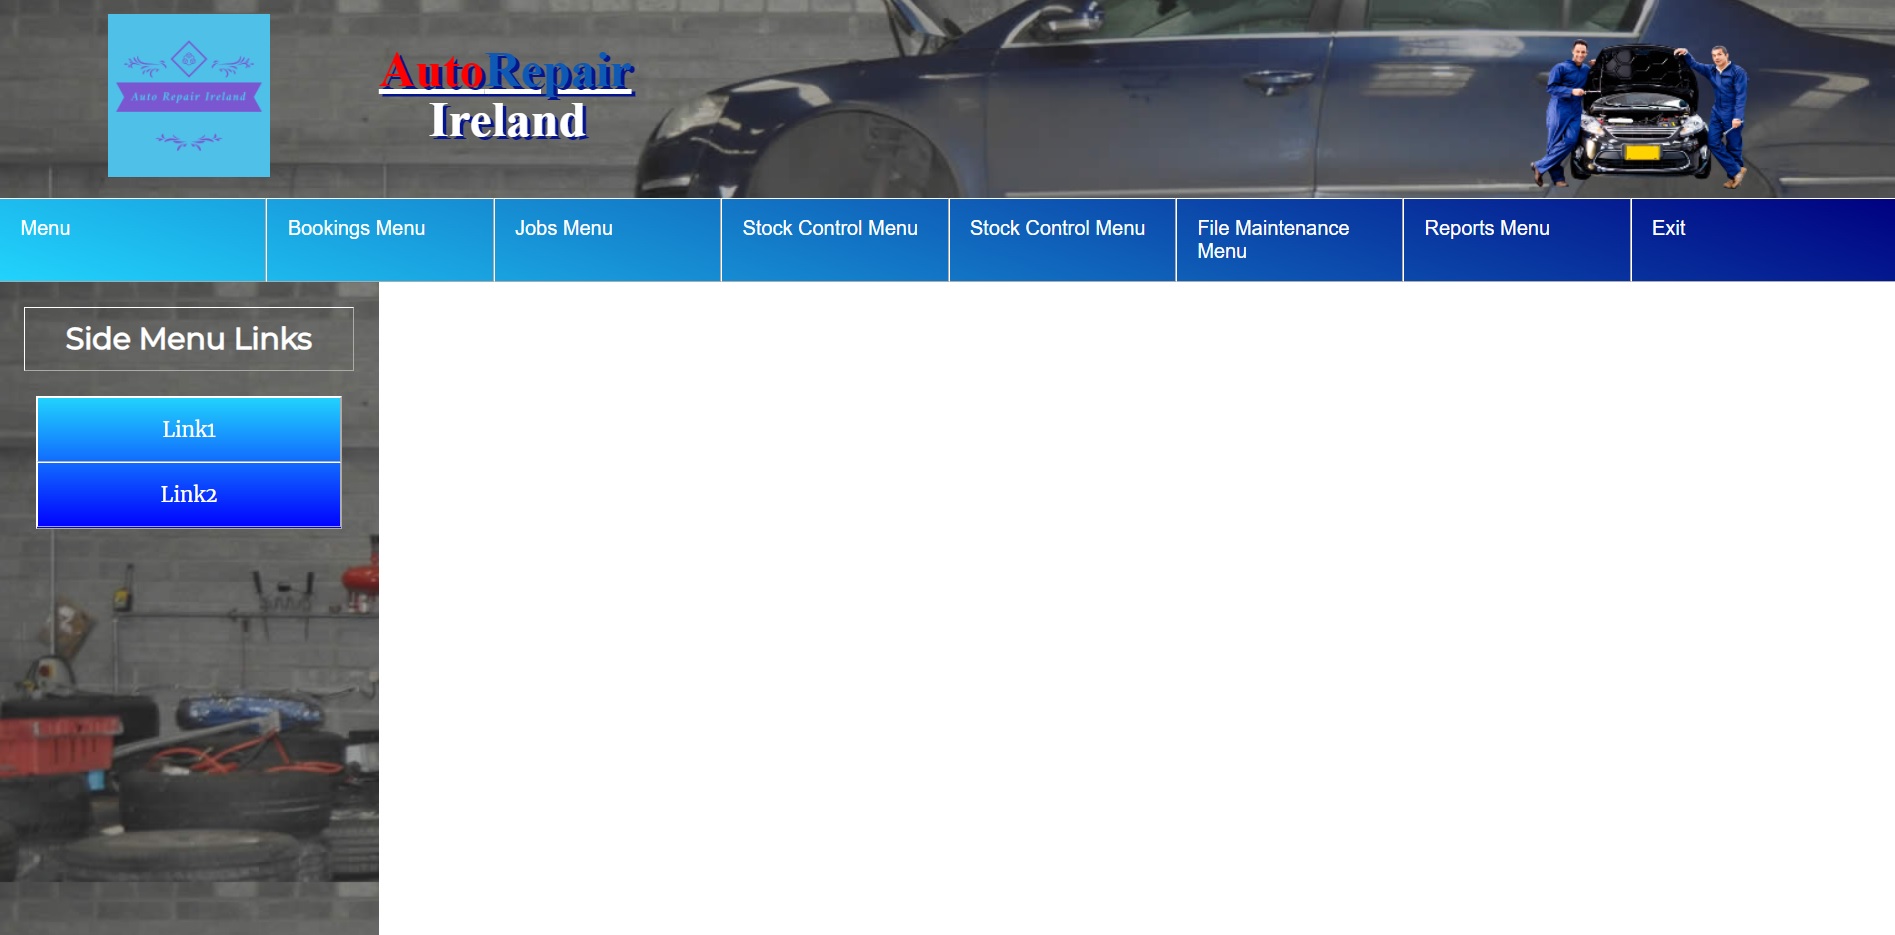 Auto Repair Ireland
AutoRepair
Ireland
Menu
Bookings Menu
Jobs Menu
Stock Control Menu
Stock Control Menu
File Maintenance
Menu
Reports Menu
Exit
Side Menu Links
Link1
Link2